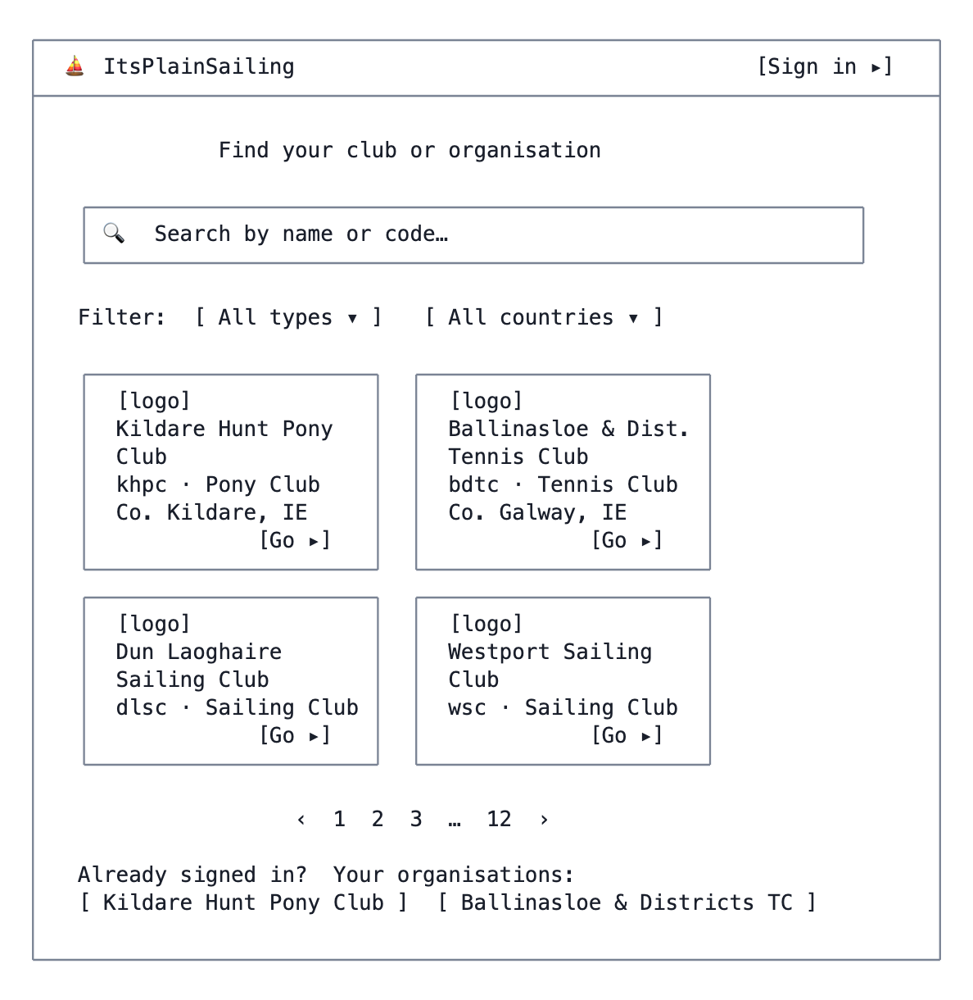 ⛵ ItsPlainSailing [Sign in ▸]
Find your club or organisation
🔍 Search by name or code…
Filter: [ All types ▾ ] [ All countries ▾ ]
[logo]
Kildare Hunt Pony
Club
khpc · Pony Club
Co. Kildare, IE
[Go ▸]
[logo]
Ballinasloe & Dist.
Tennis Club
bdtc · Tennis Club
Co. Galway, IE
[Go ▸]
[logo]
Dun Laoghaire
Sailing Club
dlsc · Sailing Club
[Go ▸]
[logo]
Westport Sailing
Club
wsc · Sailing Club
[Go ▸]
‹ 1 2 3 … 12 ›
Already signed in? Your organisations:
[ Kildare Hunt Pony Club ] [ Ballinasloe & Districts TC ]